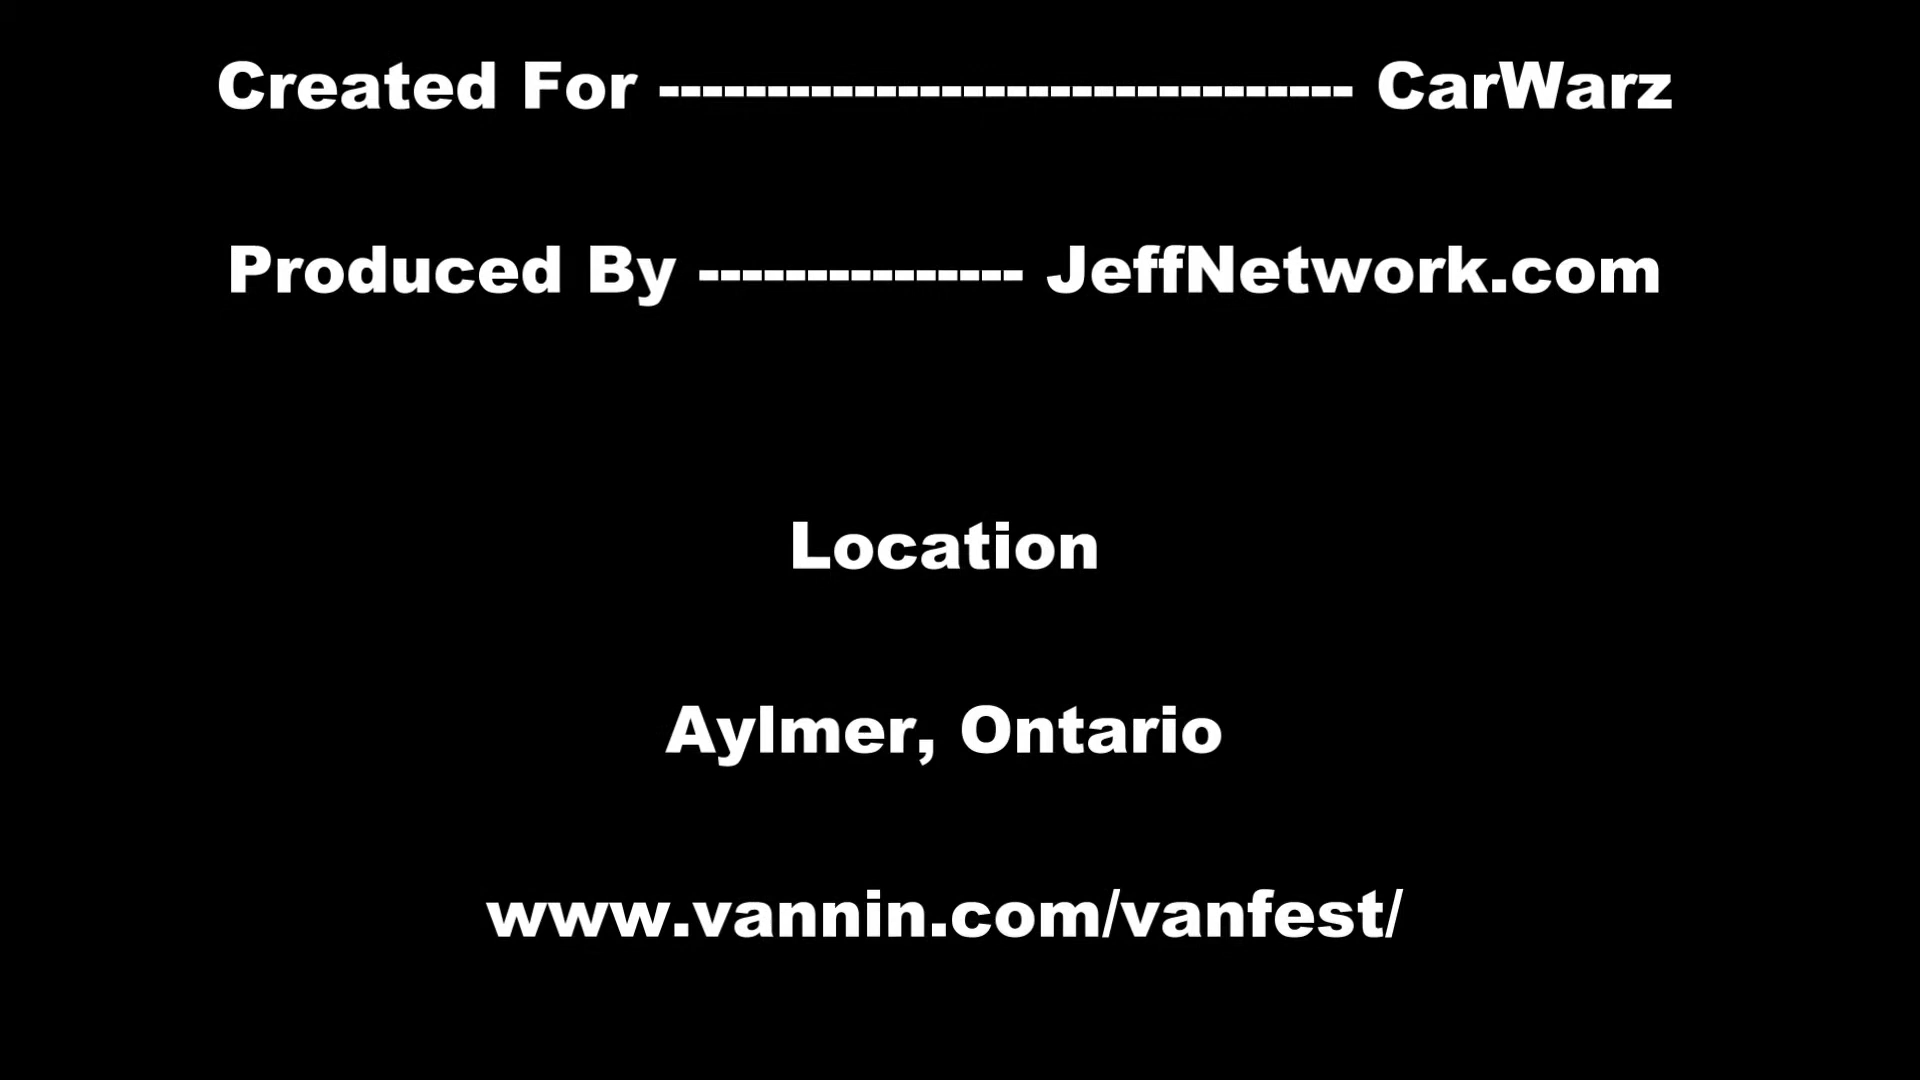 Created For -------------------------------- CarWarz
Produced By --------------- JeffNetwork.com
Location
Aylmer, Ontario
www.vannin.com/vanfest/